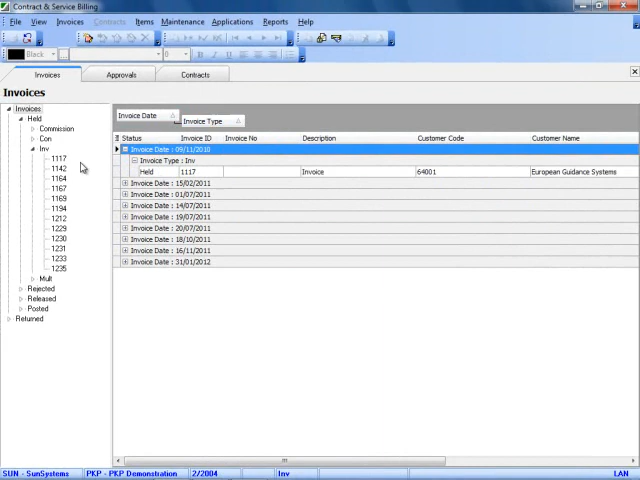 Contract & Service Billing
File View Invoices Contracts Items Maintenance Applications Reports Help
Black 0 B I U
Invoices Approvals Contracts
Invoices
Invoices
Held
Commission
Con
Inv
1117
1142
1164
1167
1169
1194
1212
1229
1230
1231
1233
1235
Mult
Rejected
Released
Posted
Returned
Invoice Date Invoice Type
Status Invoice ID Invoice No Description Customer Code Customer Name
Invoice Date : 09/11/2010
Invoice Type : Inv
Held 1117 Invoice 64001 European Guidance Systems
Invoice Date : 15/02/2011
Invoice Date : 01/07/2011
Invoice Date : 14/07/2011
Invoice Date : 19/07/2011
Invoice Date : 20/07/2011
Invoice Date : 18/10/2011
Invoice Date : 16/11/2011
Invoice Date : 31/01/2012
SUN - SunSystems PKP - PKP Demonstration 2/2004 Inv LAN